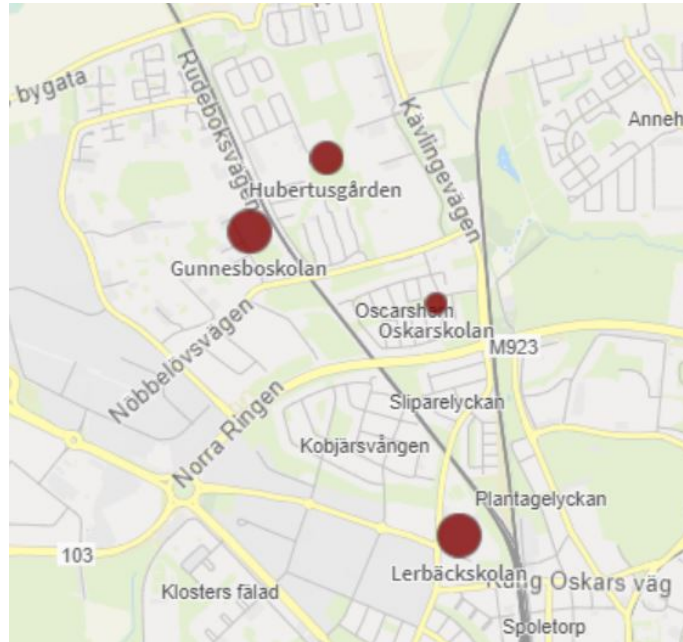 bygata
Rudeboksvägen
Kävlingevägen
Anneh
Hubertusgården
Gunnesboskolan
Nöbbelövsvägen
Oscarshem
Oskarskolan
M923
Norra Ringen
Sliparelyckan
Kobjärsvången
Plantagelyckan
103
Lerbäckskolan
Kung Oskars väg
Klosters fälad
Spoletorp